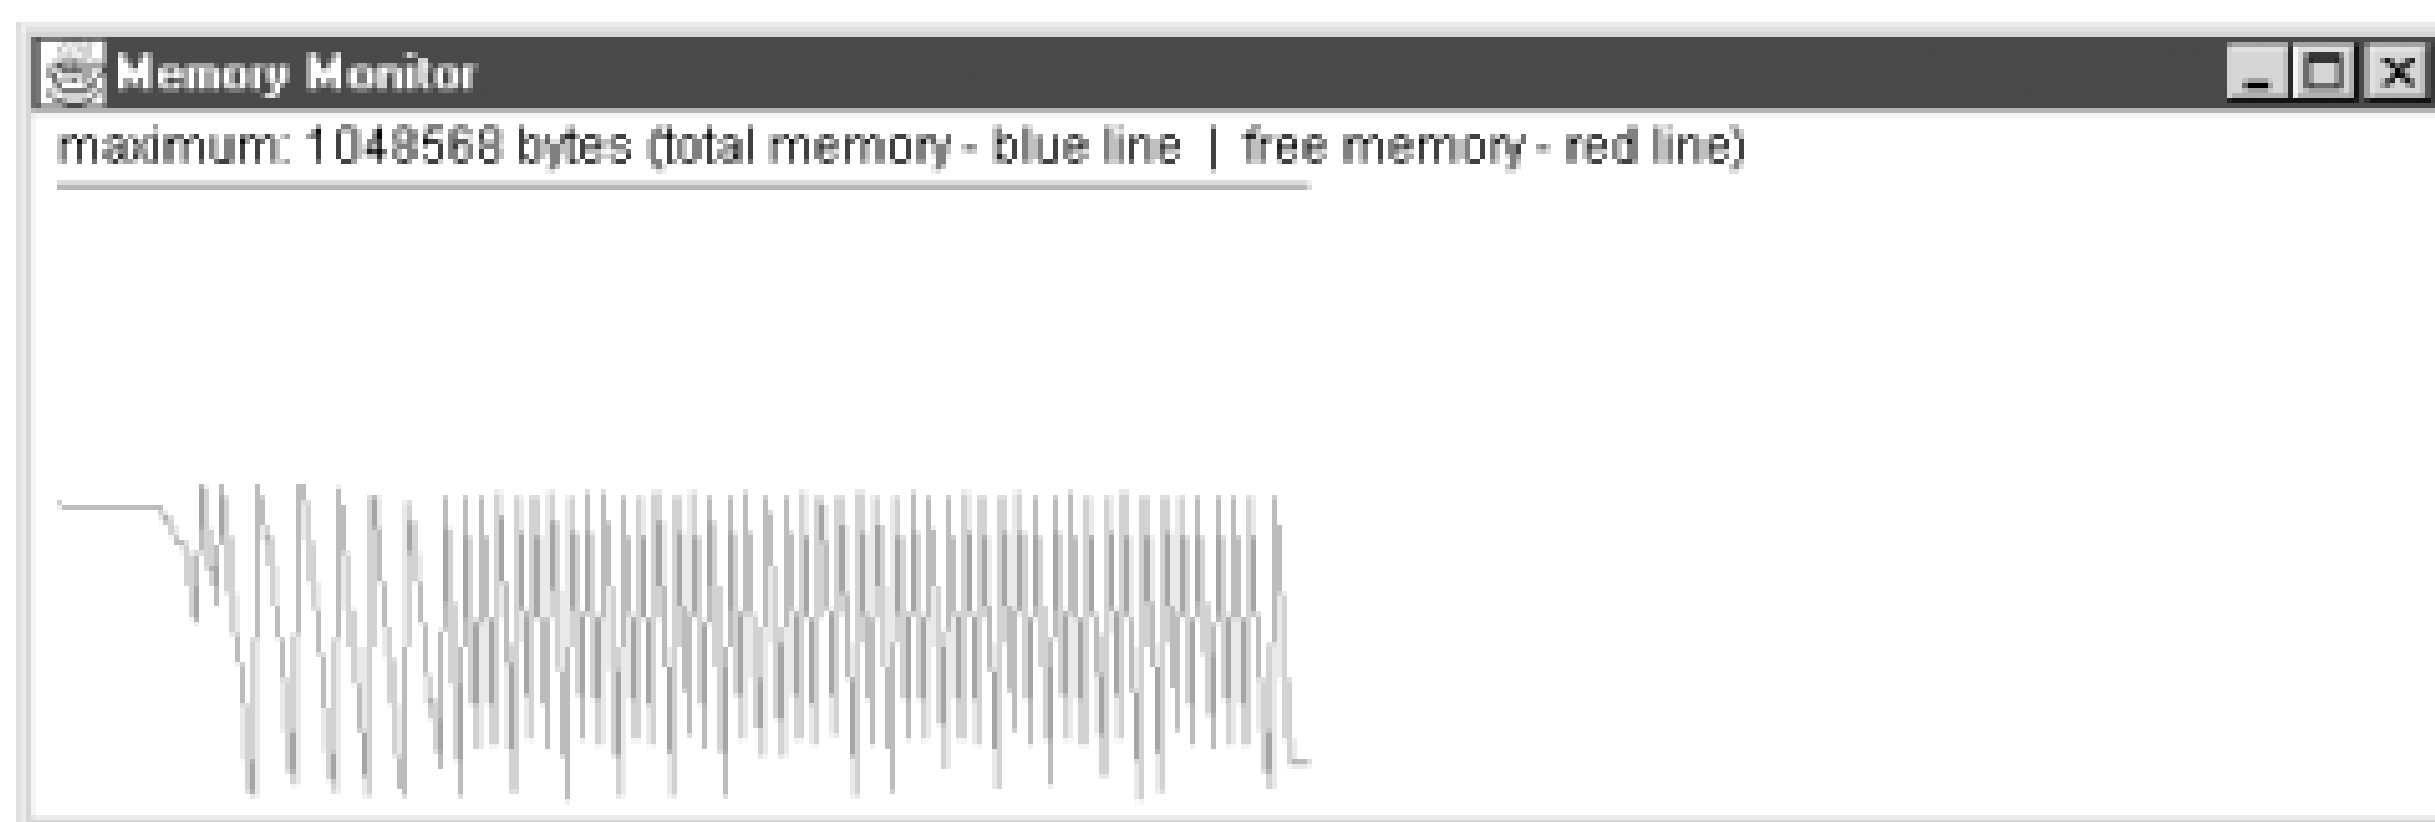 Memory Monitor
maximum: 1048568 bytes (total memory - blue line | free memory - red line)